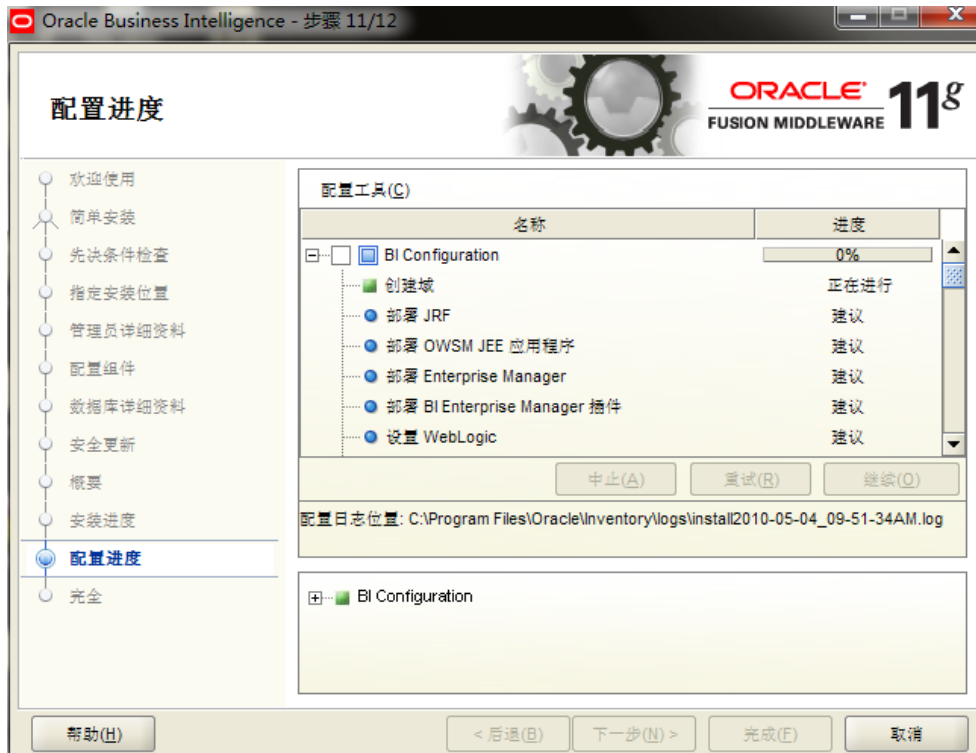 Oracle Business Intelligence - 步骤 11/12
配置进度
ORACLE
FUSION MIDDLEWARE 11g
欢迎使用
简单安装
先决条件检查
指定安装位置
管理员详细资料
配置组件
数据库详细资料
安全更新
概要
安装进度
配置进度
完全
配置工具(C)
名称 进度
BI Configuration 0%
创建域 正在进行
部署 JRF 建议
部署 OWSM JEE 应用程序 建议
部署 Enterprise Manager 建议
部署 BI Enterprise Manager 插件 建议
设置 WebLogic 建议
中止(A) 重试(R) 继续(O)
配置日志位置: C:\Program Files\Oracle\Inventory\logs\install2010-05-04_09-51-34AM.log
BI Configuration
帮助(H) < 后退(B) 下一步(N) > 完成(F) 取消